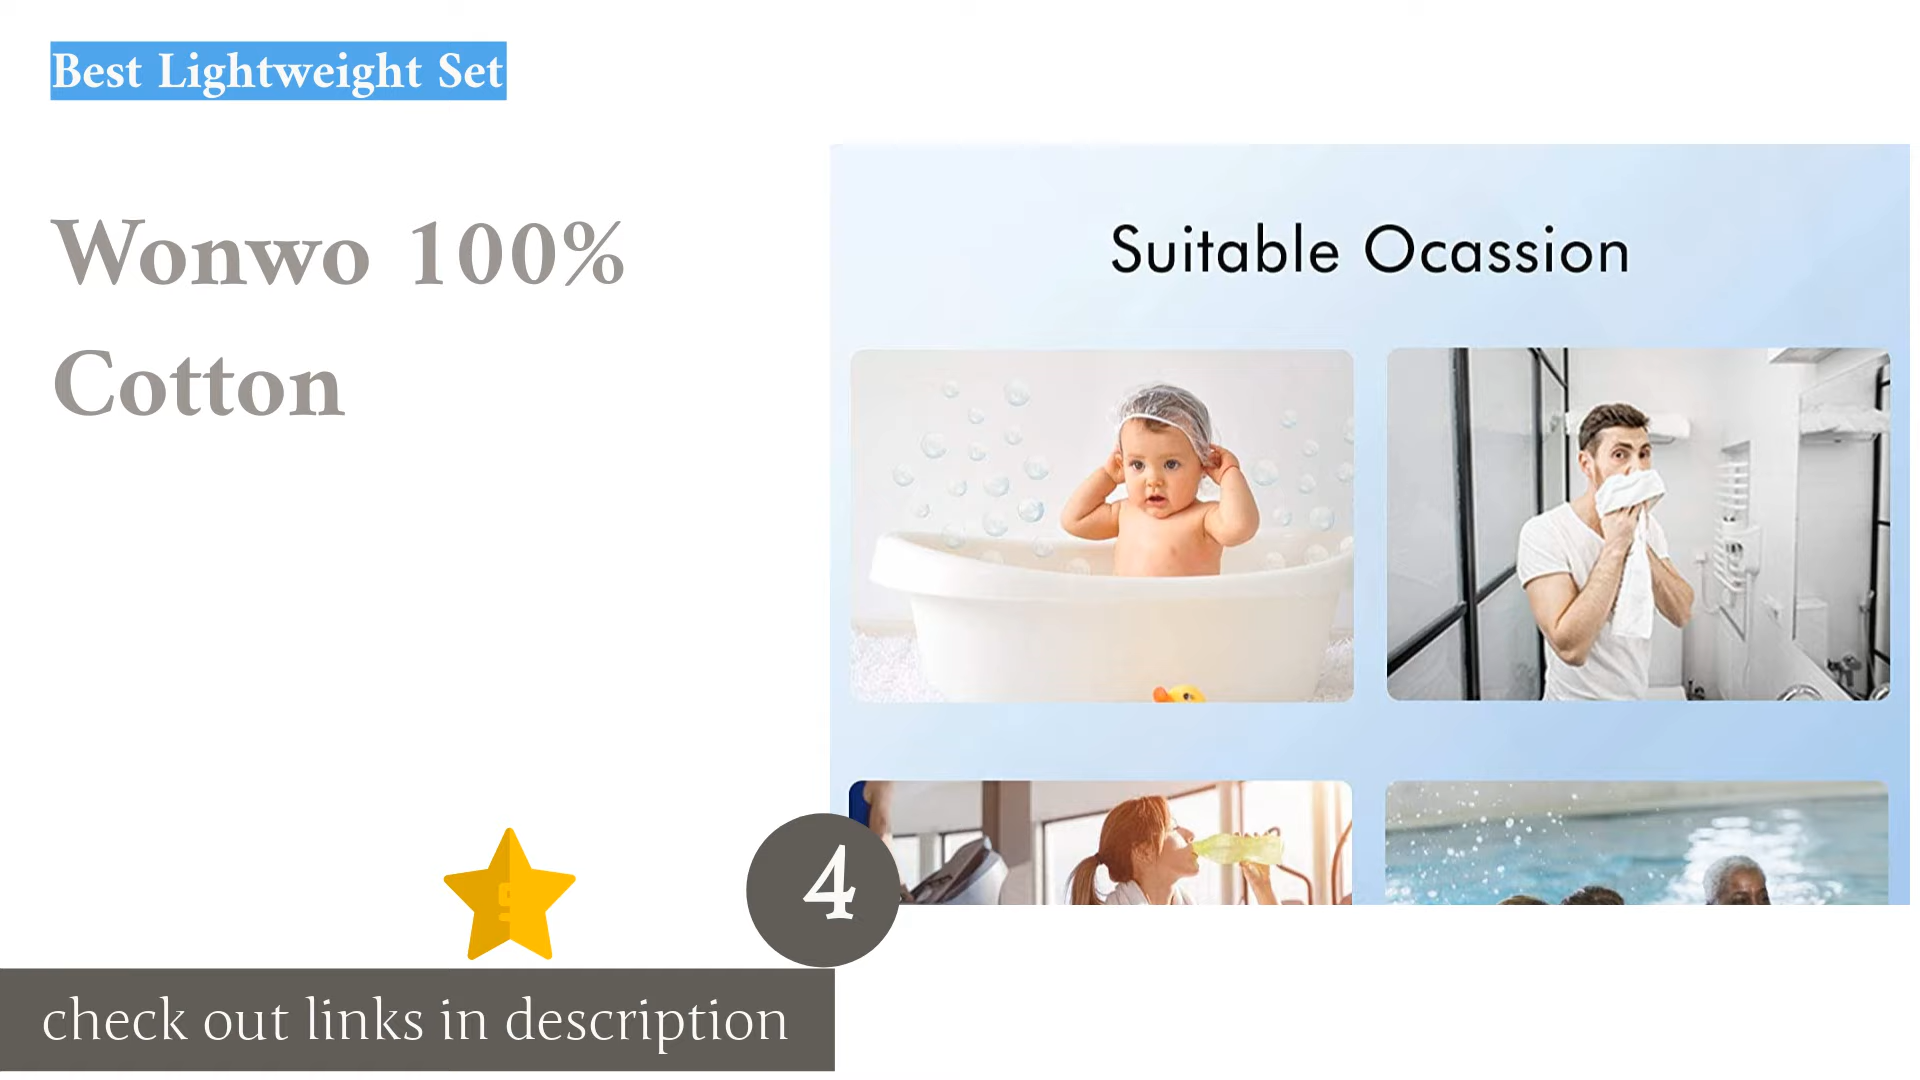 Best Lightweight Set
Wonwo 100%
Cotton
Suitable Ocassion
4
check out links in description